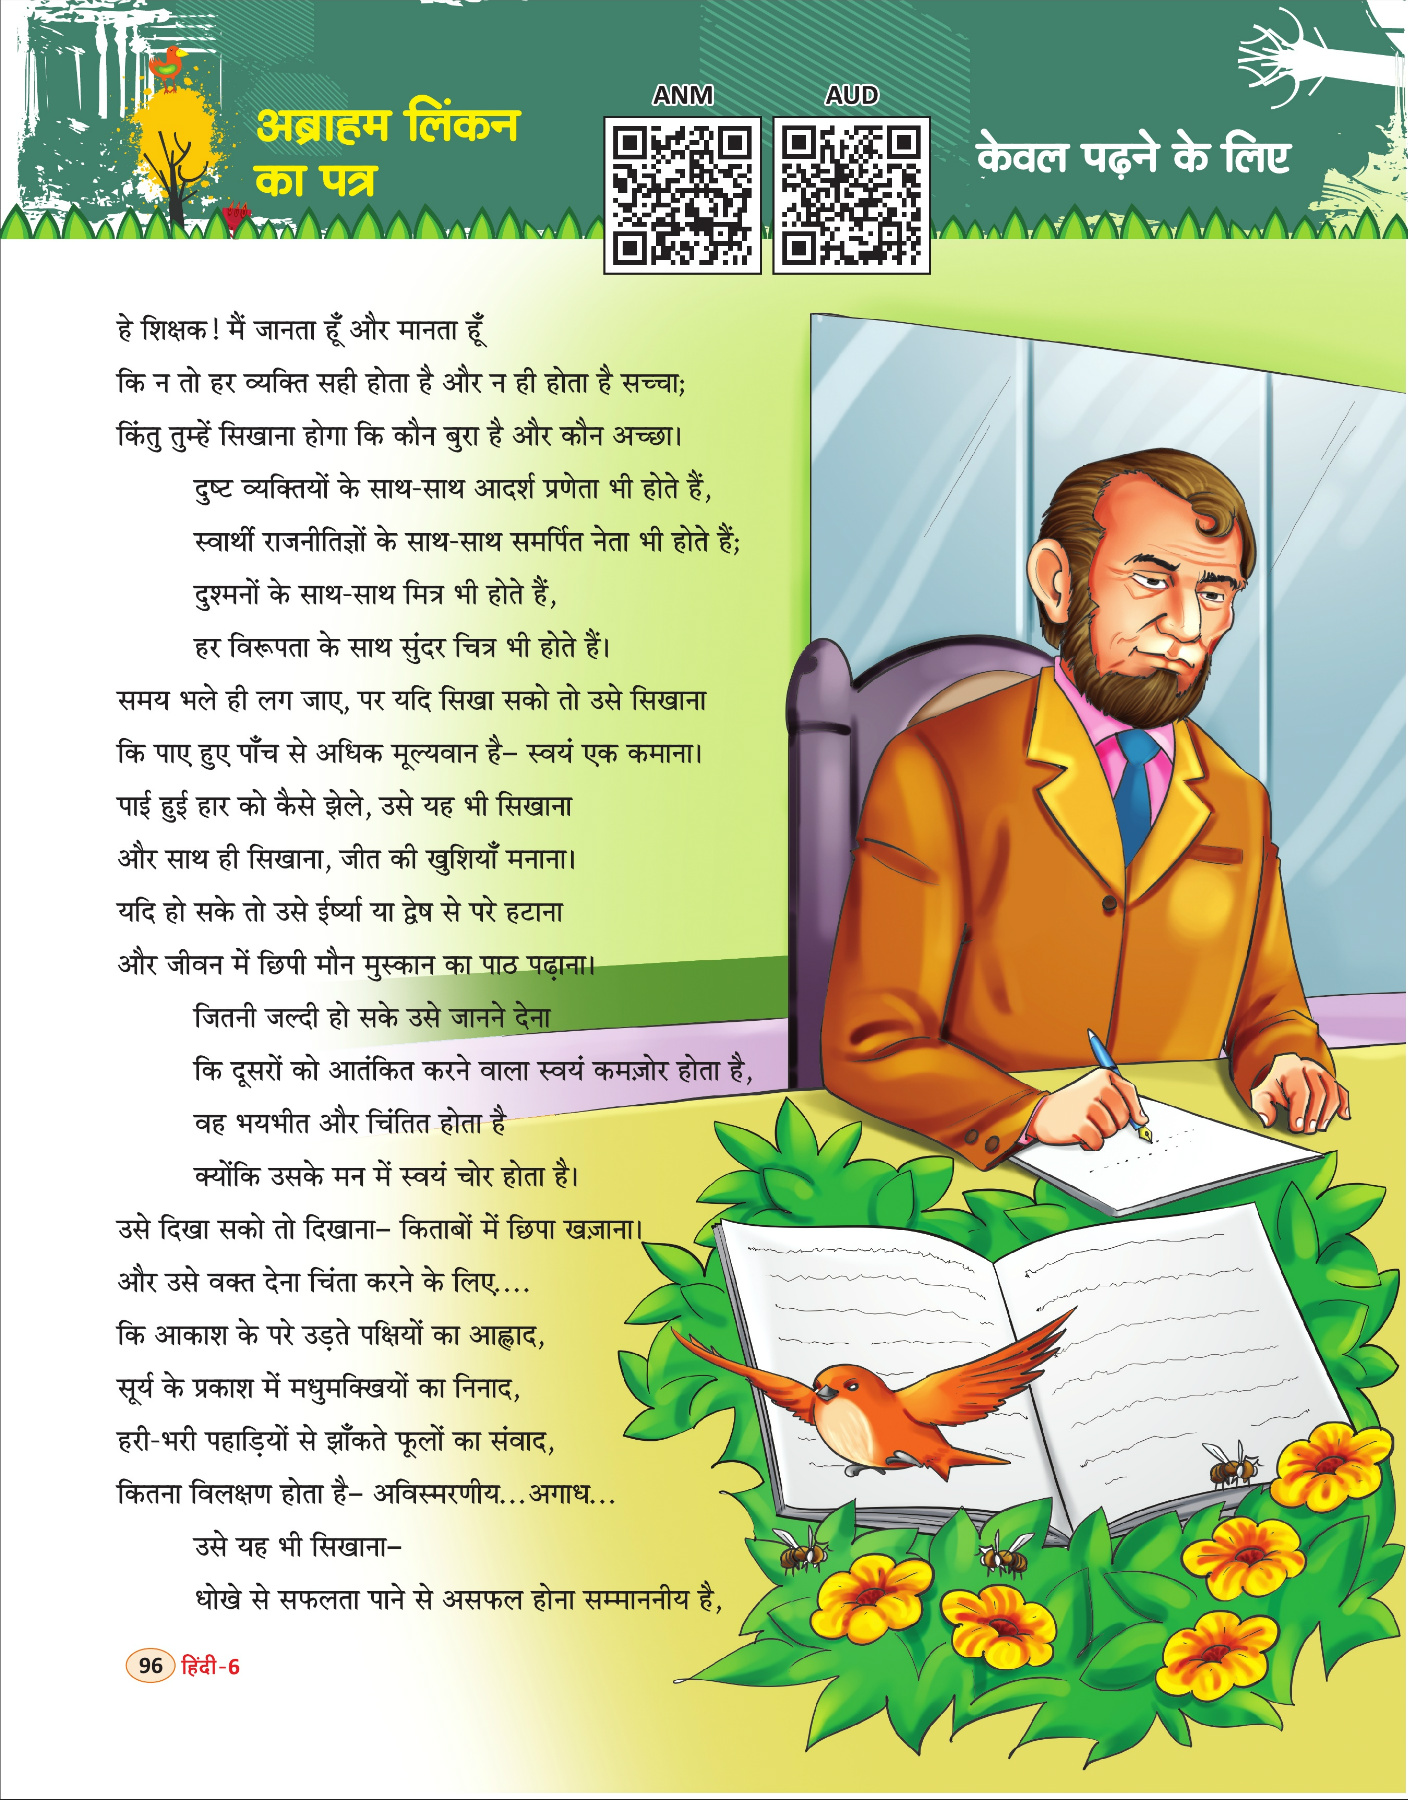 अब्राहम लिंकन
का पत्र
ANM
AUD
केवल पढ़ने के लिए
हे शिक्षक! मैं जानता हूँ और मानता हूँ
कि न तो हर व्यक्ति सही होता है और न ही होता है सच्चा;
किंतु तुम्हें सिखाना होगा कि कौन बुरा है और कौन अच्छा।
दुष्ट व्यक्तियों के साथ-साथ आदर्श प्रणेता भी होते हैं,
स्वार्थी राजनीतिज्ञों के साथ-साथ समर्पित नेता भी होते हैं;
दुश्मनों के साथ-साथ मित्र भी होते हैं,
हर विरूपता के साथ सुंदर चित्र भी होते हैं।
समय भले ही लग जाए, पर यदि सिखा सको तो उसे सिखाना
कि पाए हुए पाँच से अधिक मूल्यवान है– स्वयं एक कमाना।
पाई हुई हार को कैसे झेले, उसे यह भी सिखाना
और साथ ही सिखाना, जीत की खुशियाँ मनाना।
यदि हो सके तो उसे ईर्ष्या या द्वेष से परे हटाना
और जीवन में छिपी मौन मुस्कान का पाठ पढ़ाना।
जितनी जल्दी हो सके उसे जानने देना
कि दूसरों को आतंकित करने वाला स्वयं कमज़ोर होता है,
वह भयभीत और चिंतित होता है
क्योंकि उसके मन में स्वयं चोर होता है।
उसे दिखा सको तो दिखाना– किताबों में छिपा खज़ाना।
और उसे वक्त देना चिंता करने के लिए....
कि आकाश के परे उड़ते पक्षियों का आह्लाद,
सूर्य के प्रकाश में मधुमक्खियों का निनाद,
हरी-भरी पहाड़ियों से झाँकते फूलों का संवाद,
कितना विलक्षण होता है– अविस्मरणीय...अगाध...
उसे यह भी सिखाना–
धोखे से सफलता पाने से असफल होना सम्माननीय है,
96 हिंदी-6